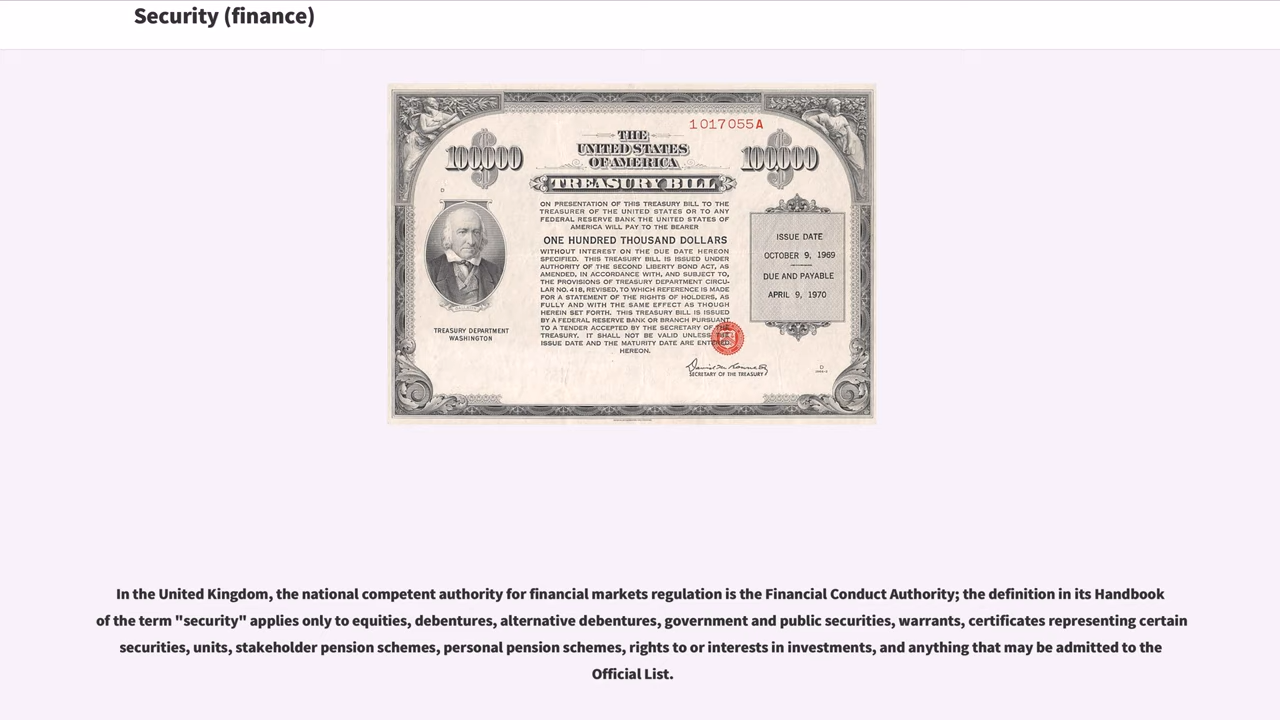 Security (finance)
1017055A
THE
UNITED STATES
OF AMERICA
100,000
100,000
TREASURY BILL
D
ON PRESENTATION OF THIS TREASURY BILL TO THE
TREASURER OF THE UNITED STATES OR TO ANY
FEDERAL RESERVE BANK THE UNITED STATES OF
AMERICA WILL PAY TO THE BEARER
ONE HUNDRED THOUSAND DOLLARS
WITHOUT INTEREST ON THE DUE DATE HEREON
SPECIFIED. THIS TREASURY BILL IS ISSUED UNDER
AUTHORITY OF THE SECOND LIBERTY BOND ACT, AS
AMENDED, IN ACCORDANCE WITH, AND SUBJECT TO,
THE PROVISIONS OF TREASURY DEPARTMENT CIRCU-
LAR NO. 418, REVISED, TO WHICH REFERENCE IS MADE
FOR A STATEMENT OF THE RIGHTS OF HOLDERS, AS
FULLY AND WITH THE SAME EFFECT AS THOUGH
HEREIN SET FORTH. THIS TREASURY BILL IS ISSUED
BY A FEDERAL RESERVE BANK OR BRANCH PURSUANT
TO A TENDER ACCEPTED BY THE SECRETARY OF THE
TREASURY. IT SHALL NOT BE VALID UNLESS THE
ISSUE DATE AND THE MATURITY DATE ARE ENTERED
HEREON.
ISSUE DATE
OCTOBER 9, 1969
DUE AND PAYABLE
APRIL 9, 1970
TREASURY DEPARTMENT
WASHINGTON
SECRETARY OF THE TREASURY
D
In the United Kingdom, the national competent authority for financial markets regulation is the Financial Conduct Authority; the definition in its Handbook
of the term "security" applies only to equities, debentures, alternative debentures, government and public securities, warrants, certificates representing certain
securities, units, stakeholder pension schemes, personal pension schemes, rights to or interests in investments, and anything that may be admitted to the
Official List.